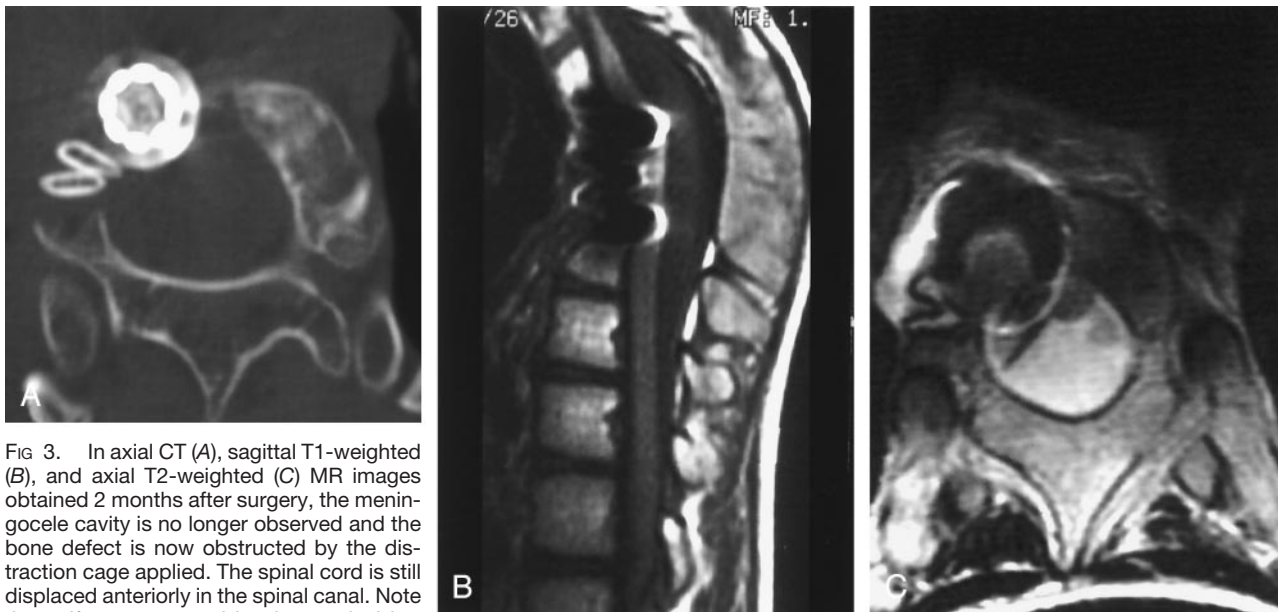 /26
MF: 1.
A
B
C
FIG 3. In axial CT (A), sagittal T1-weighted
(B), and axial T2-weighted (C) MR images
obtained 2 months after surgery, the menin-
gocele cavity is no longer observed and the
bone defect is now obstructed by the dis-
traction cage applied. The spinal cord is still
displaced anteriorly in the spinal canal. Note